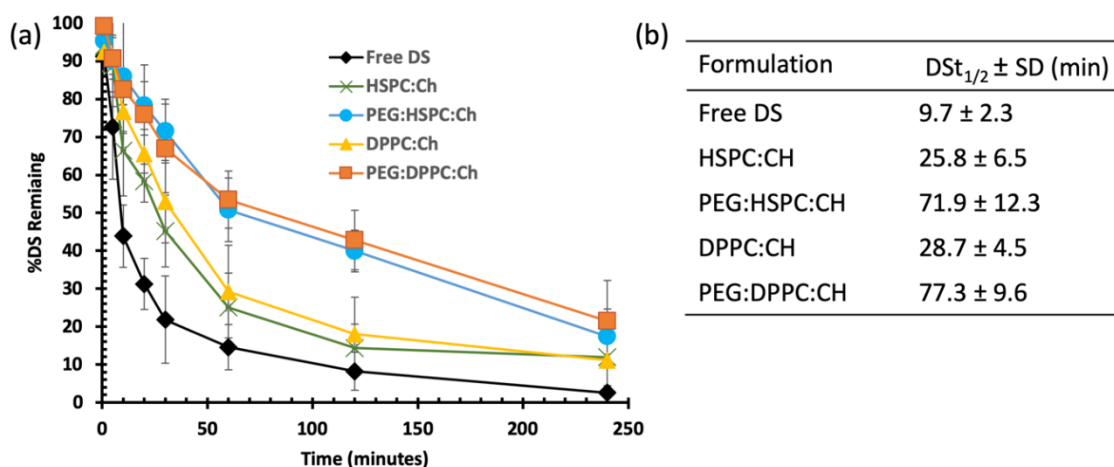 (a)
100
90
80
70
60
50
40
30
20
10
0
%DS Remiaing
0
50
100
150
200
250
Time (minutes)
Free DS
HSPC:Ch
PEG:HSPC:Ch
DPPC:Ch
PEG:DPPC:Ch
(b)
Formulation DSt1/2 ± SD (min)
Free DS 9.7 ± 2.3
HSPC:CH 25.8 ± 6.5
PEG:HSPC:CH 71.9 ± 12.3
DPPC:CH 28.7 ± 4.5
PEG:DPPC:CH 77.3 ± 9.6